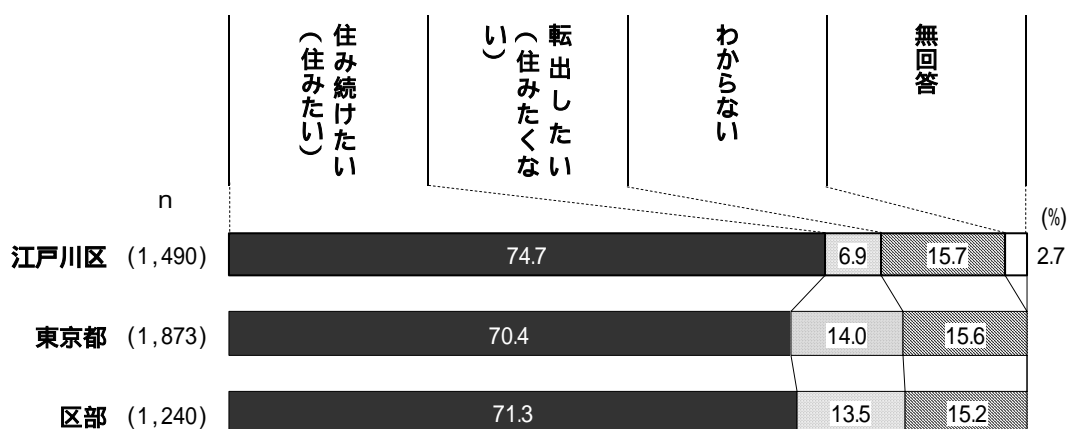 住み続けたい
（住みたい）
転出したい
（住みたくな
い）
わからない
無回答
n
(%)
江戸川区 (1,490) 74.7 6.9 15.7 2.7
東京都 (1,873) 70.4 14.0 15.6
区部 (1,240) 71.3 13.5 15.2